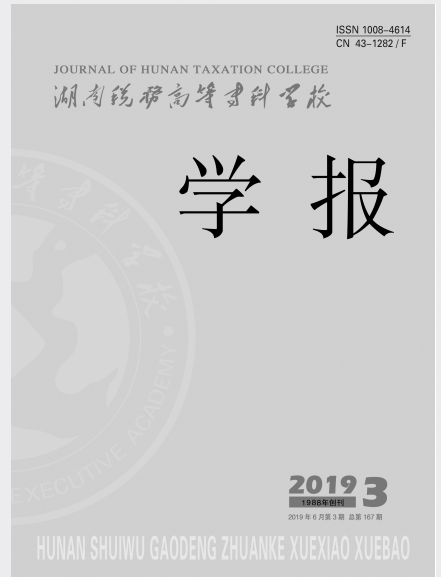 ISSN 1008-4614
CN 43-1282/F
JOURNAL OF HUNAN TAXATION COLLEGE
湖南税务高等专科学校
学报
EXECUTIVE ACADEMY
2019 3
1988年创刊
2019年6月第3期 总第167期
HUNAN SHUIWU GAODENG ZHUANKE XUEXIAO XUEBAO